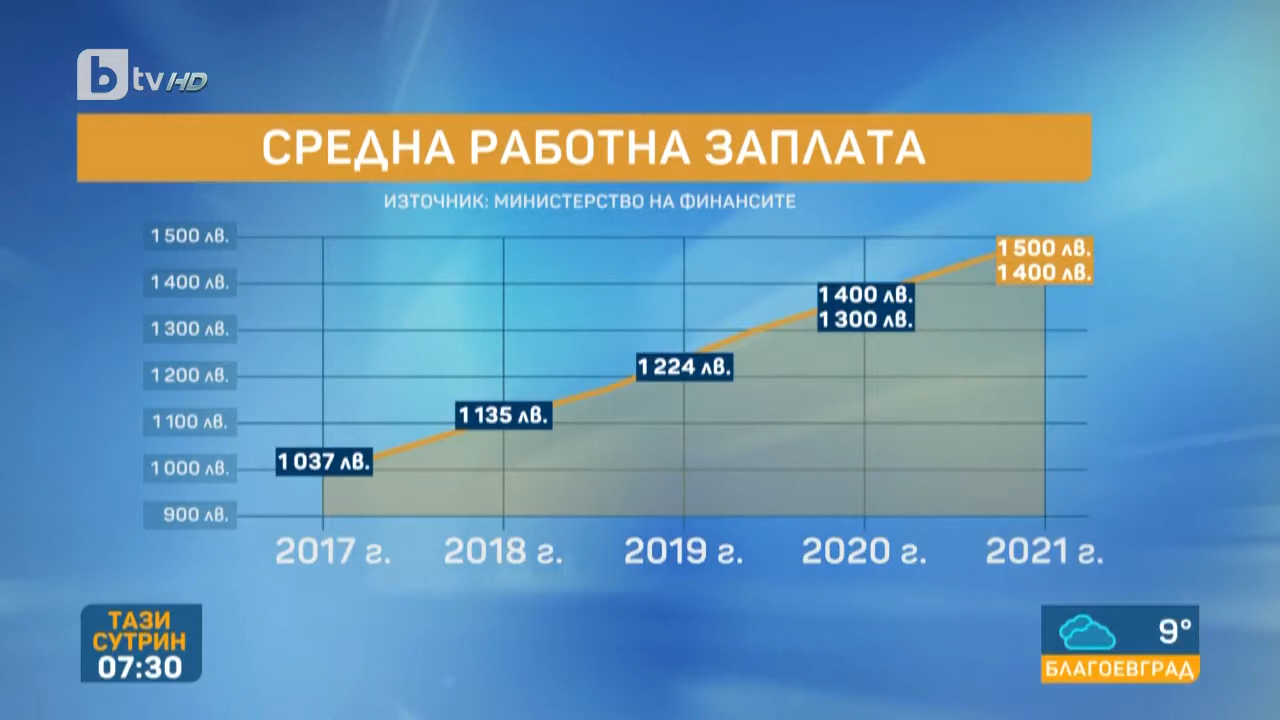 btv HD
СРЕДНА РАБОТНА ЗАПЛАТА
ИЗТОЧНИК: МИНИСТЕРСТВО НА ФИНАНСИТЕ
1 500 лв.
1 400 лв.
1 300 лв.
1 200 лв.
1 100 лв.
1 000 лв.
900 лв.
1 037 лв.
1 135 лв.
1 224 лв.
1 400 лв.
1 300 лв.
1 500 лв.
1 400 лв.
2017 г. 2018 г. 2019 г. 2020 г. 2021 г.
ТАЗИ
СУТРИН
07:30
9°
БЛАГОЕВГРАД